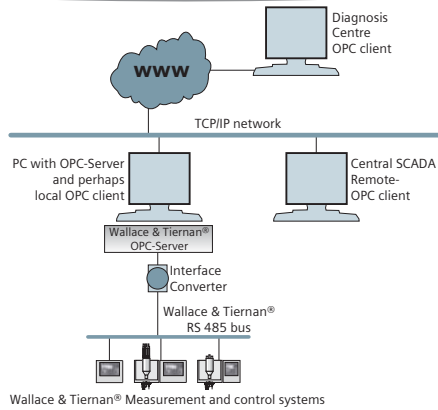 Diagnosis
Centre
OPC client
www
TCP/IP network
PC with OPC-Server
and perhaps
local OPC client
Central SCADA
Remote-
OPC client
Wallace & Tiernan®
OPC-Server
Interface
Converter
Wallace & Tiernan®
RS 485 bus
Wallace & Tiernan® Measurement and control systems